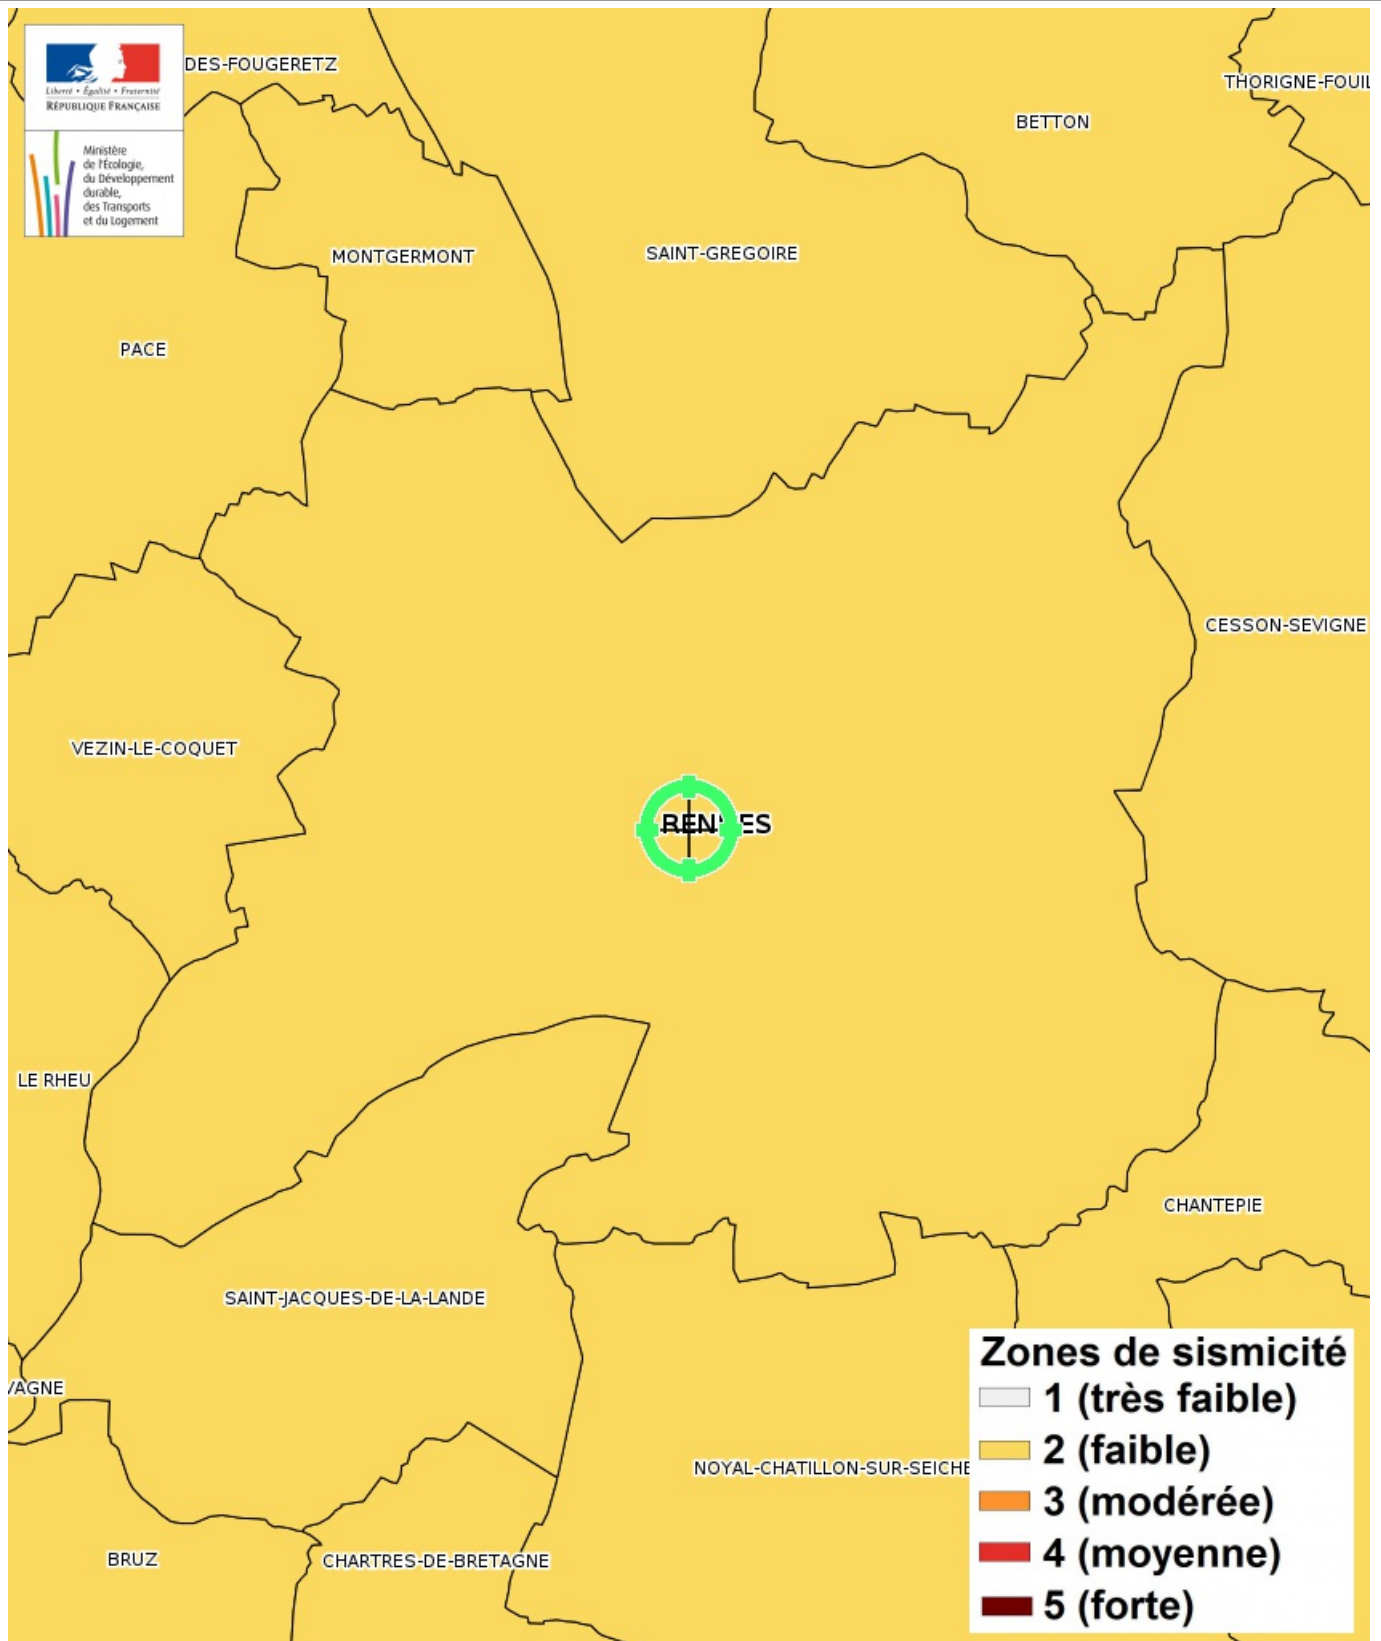 DES-FOUGERETZ
THORIGNE-FOUIL
Liberté • Égalité • Fraternité
RÉPUBLIQUE FRANÇAISE
BETTON
Ministère
de l'Écologie,
du Développement
durable,
des Transports
et du Logement
MONTGERMONT
SAINT-GREGOIRE
PACE
CESSON-SEVIGNE
VEZIN-LE-COQUET
RENNES
LE RHEU
CHANTEPIE
SAINT-JACQUES-DE-LA-LANDE
VAGNE
NOYAL-CHATILLON-SUR-SEICHE
BRUZ
CHARTRES-DE-BRETAGNE
Zones de sismicité
1 (très faible)
2 (faible)
3 (modérée)
4 (moyenne)
5 (forte)